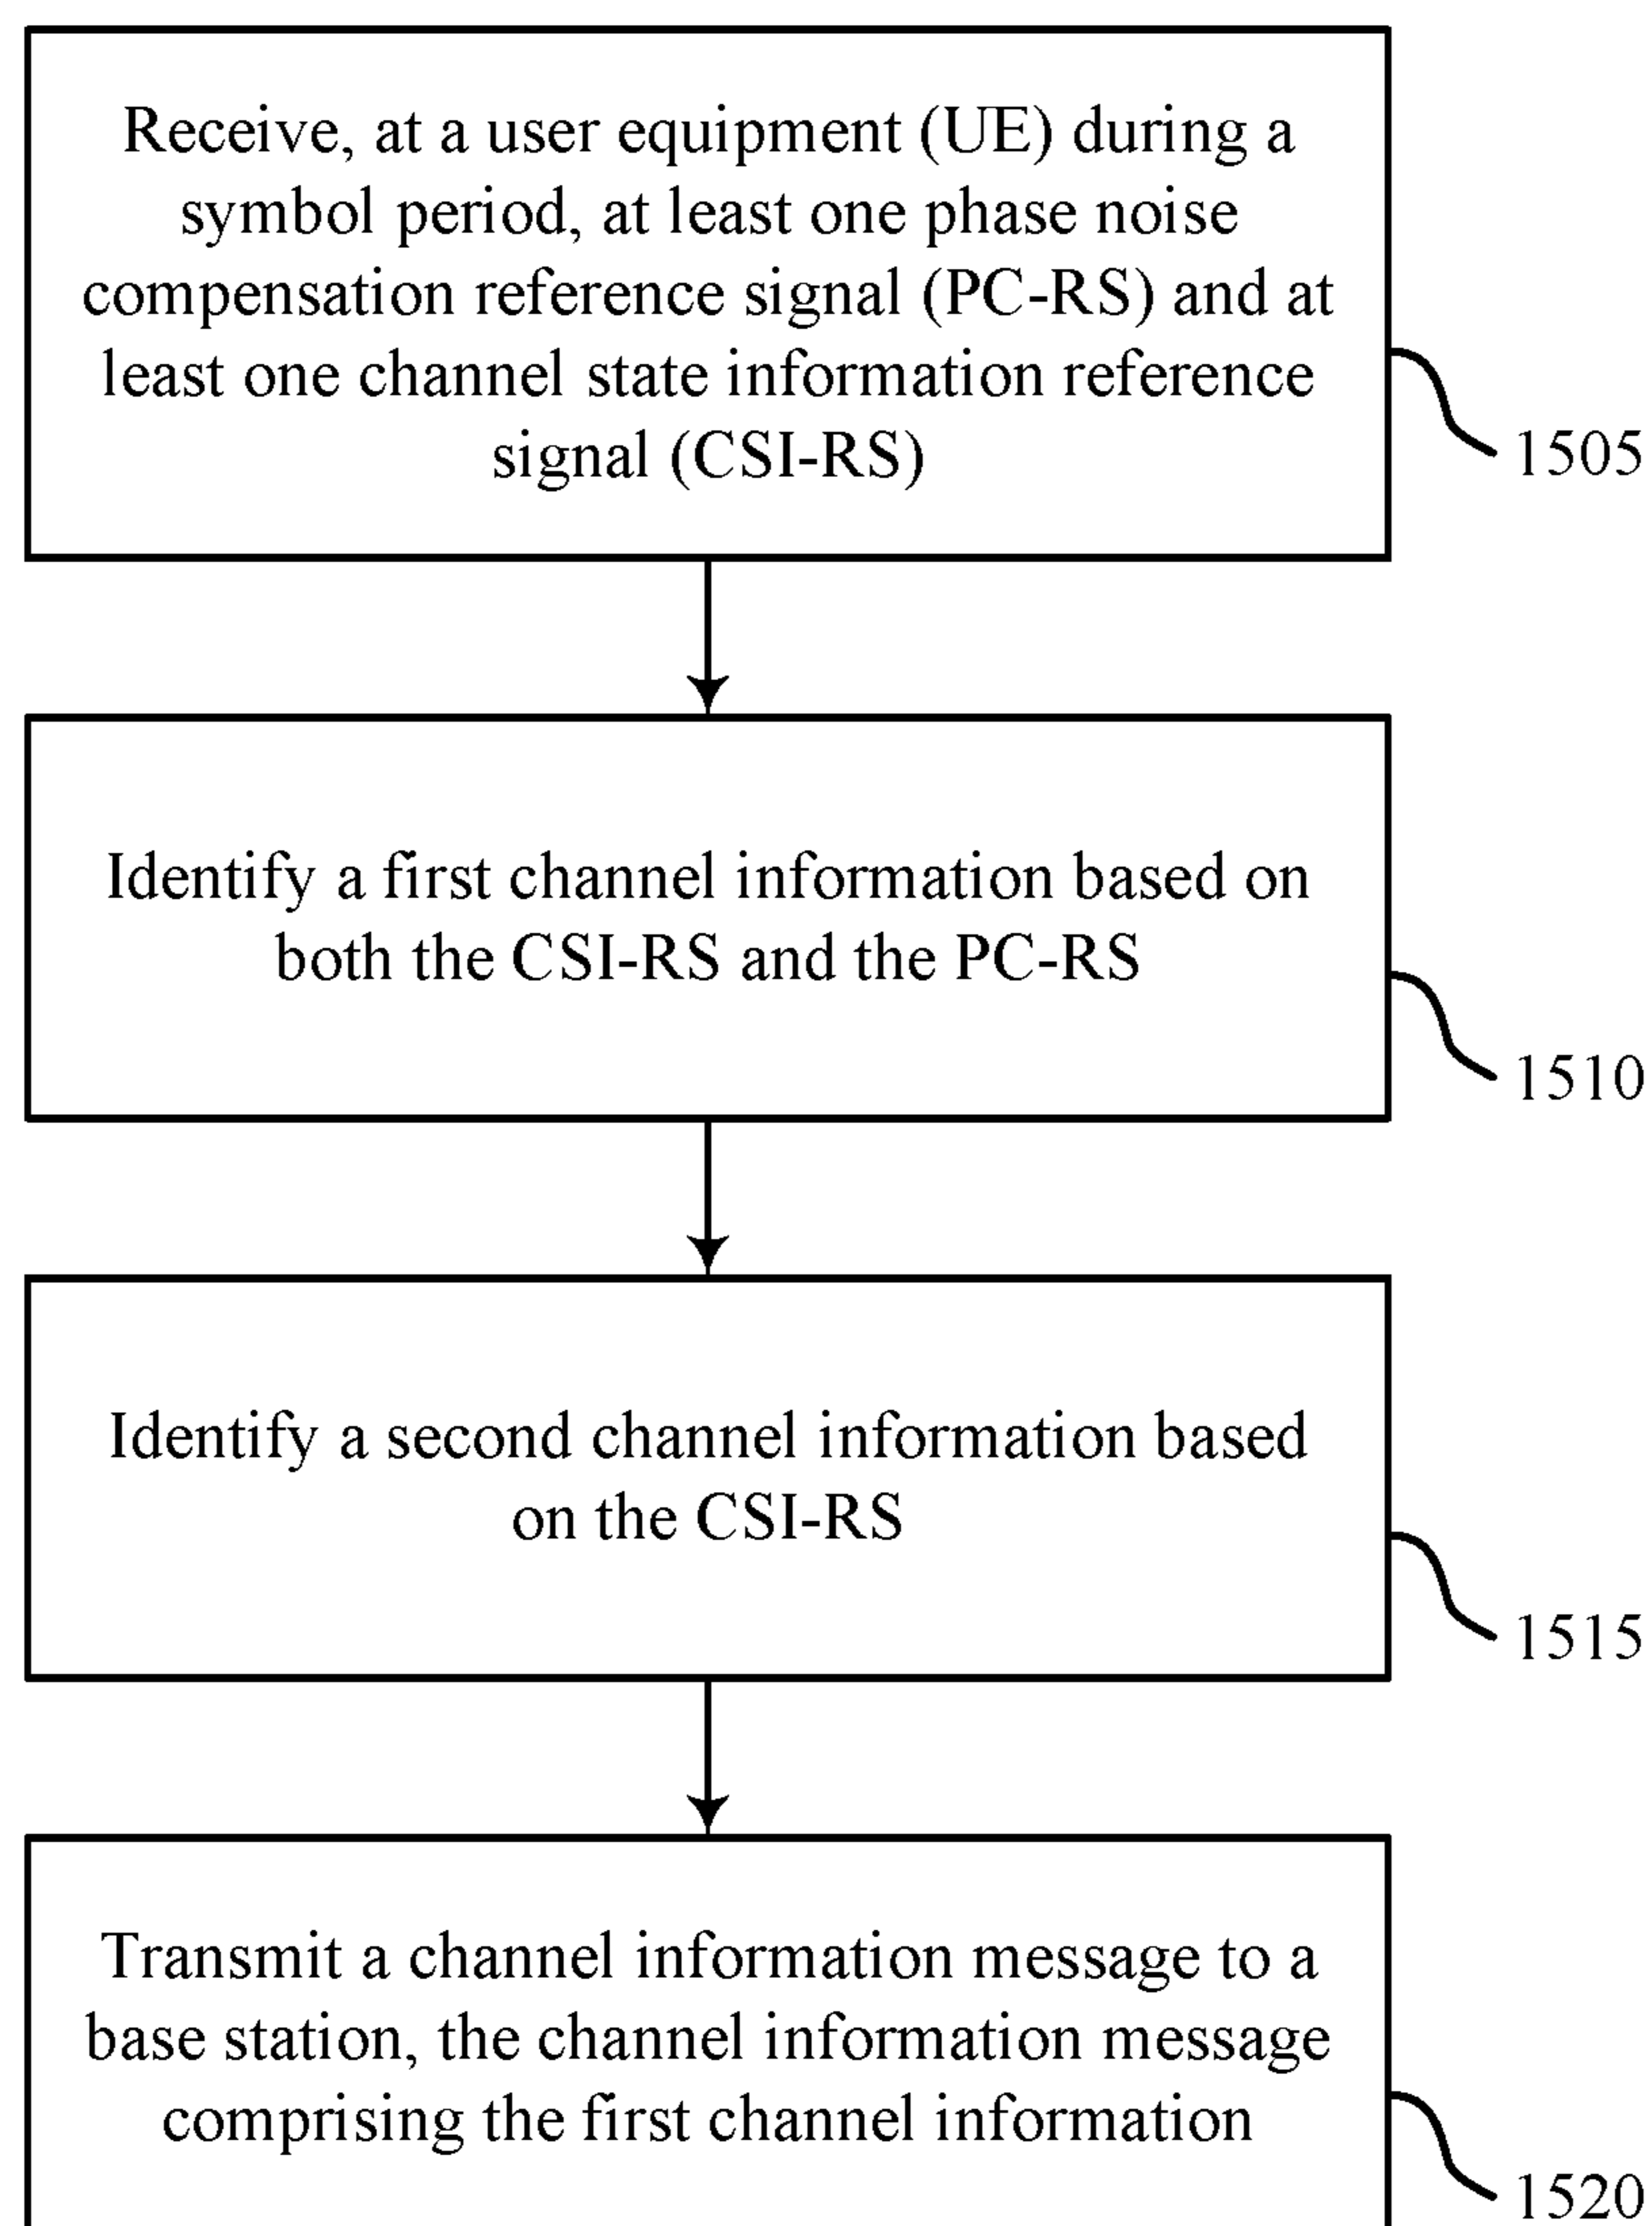 Receive, at a user equipment (UE) during a
symbol period, at least one phase noise
compensation reference signal (PC-RS) and at
least one channel state information reference
signal (CSI-RS)
1505
Identify a first channel information based on
both the CSI-RS and the PC-RS
1510
Identify a second channel information based
on the CSI-RS
1515
Transmit a channel information message to a
base station, the channel information message
comprising the first channel information
1520